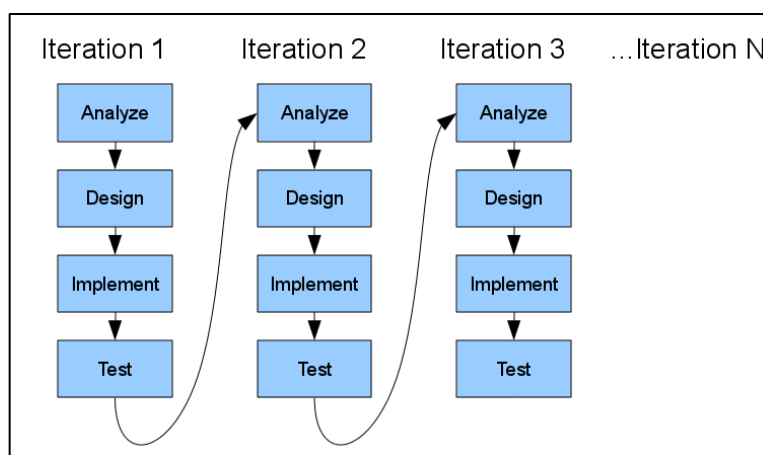 Iteration 1
Iteration 2
Iteration 3
...Iteration N
Analyze
Analyze
Analyze
Design
Design
Design
Implement
Implement
Implement
Test
Test
Test